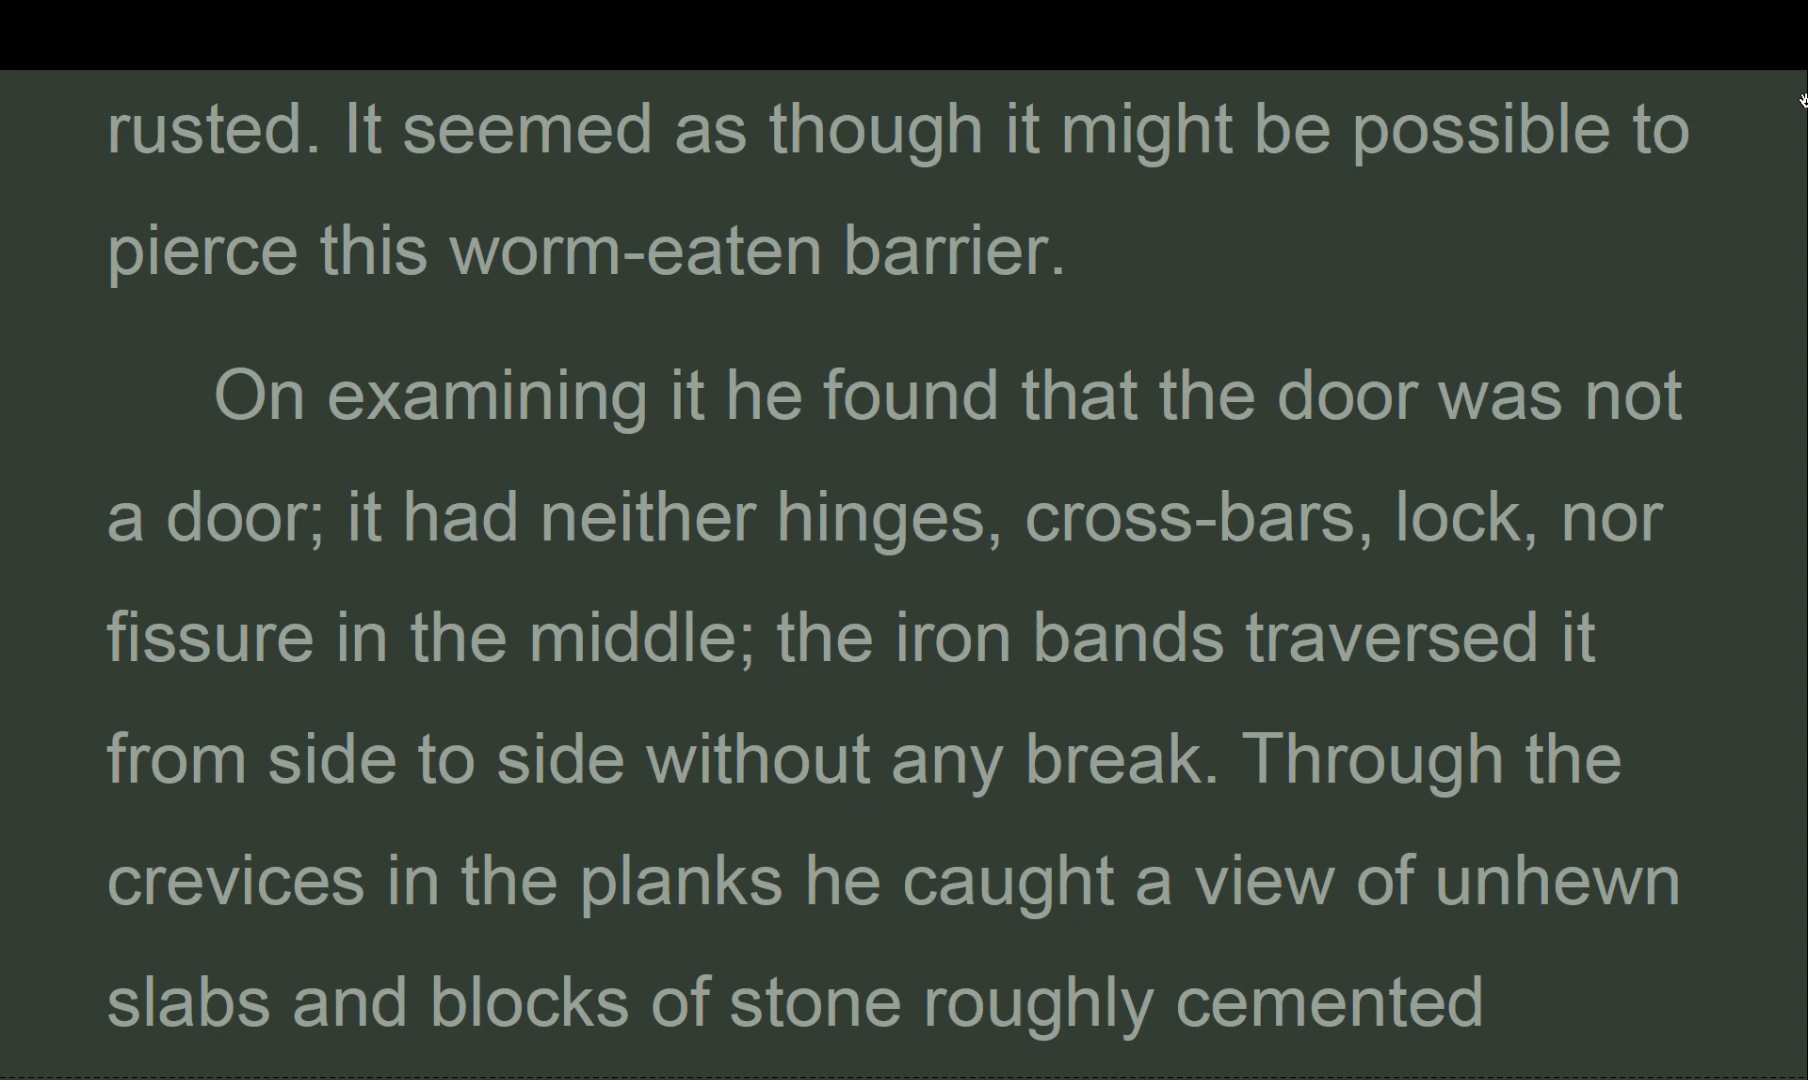 rusted. It seemed as though it might be possible to
pierce this worm-eaten barrier.
On examining it he found that the door was not
a door; it had neither hinges, cross-bars, lock, nor
fissure in the middle; the iron bands traversed it
from side to side without any break. Through the
crevices in the planks he caught a view of unhewn
slabs and blocks of stone roughly cemented